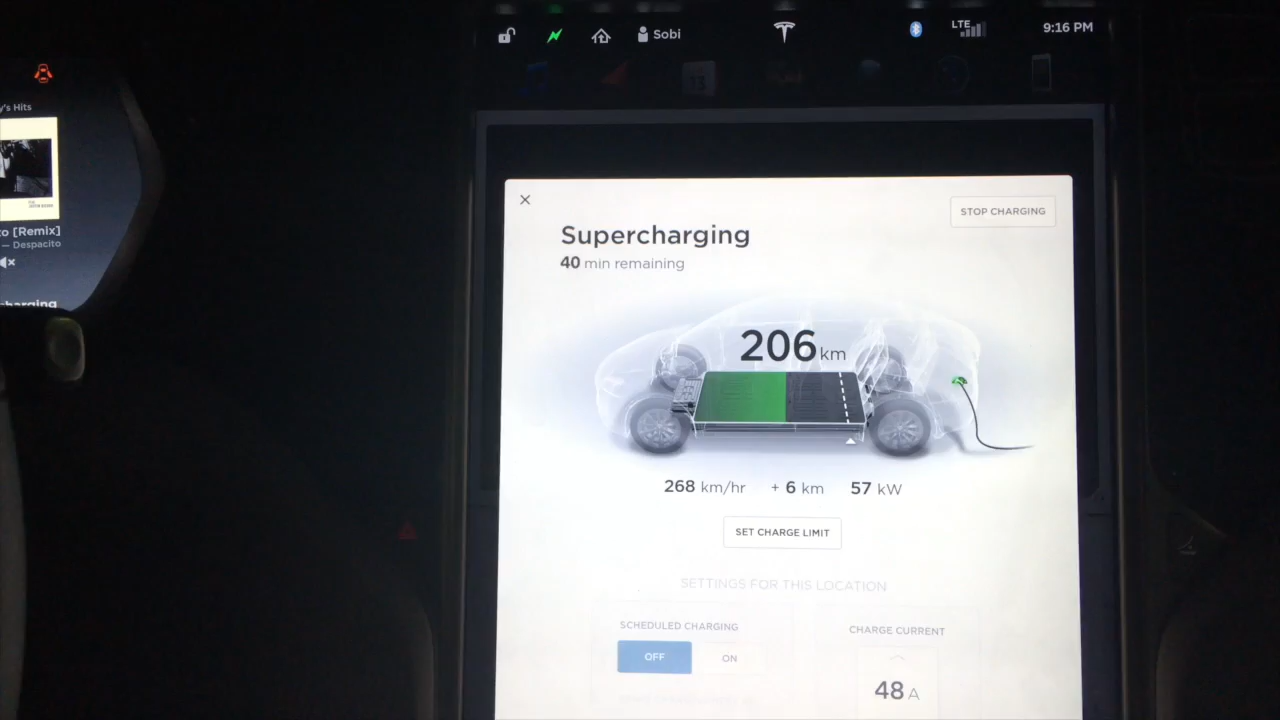 y's Hits
to [Remix]
— Despacito
charging
Sobi
LTE
9:16 PM
13
STOP CHARGING
Supercharging
40 min remaining
206 km
268 km/hr + 6 km 57 kW
SET CHARGE LIMIT
SETTINGS FOR THIS LOCATION
SCHEDULED CHARGING
OFF ON
CHARGE CURRENT
48 A